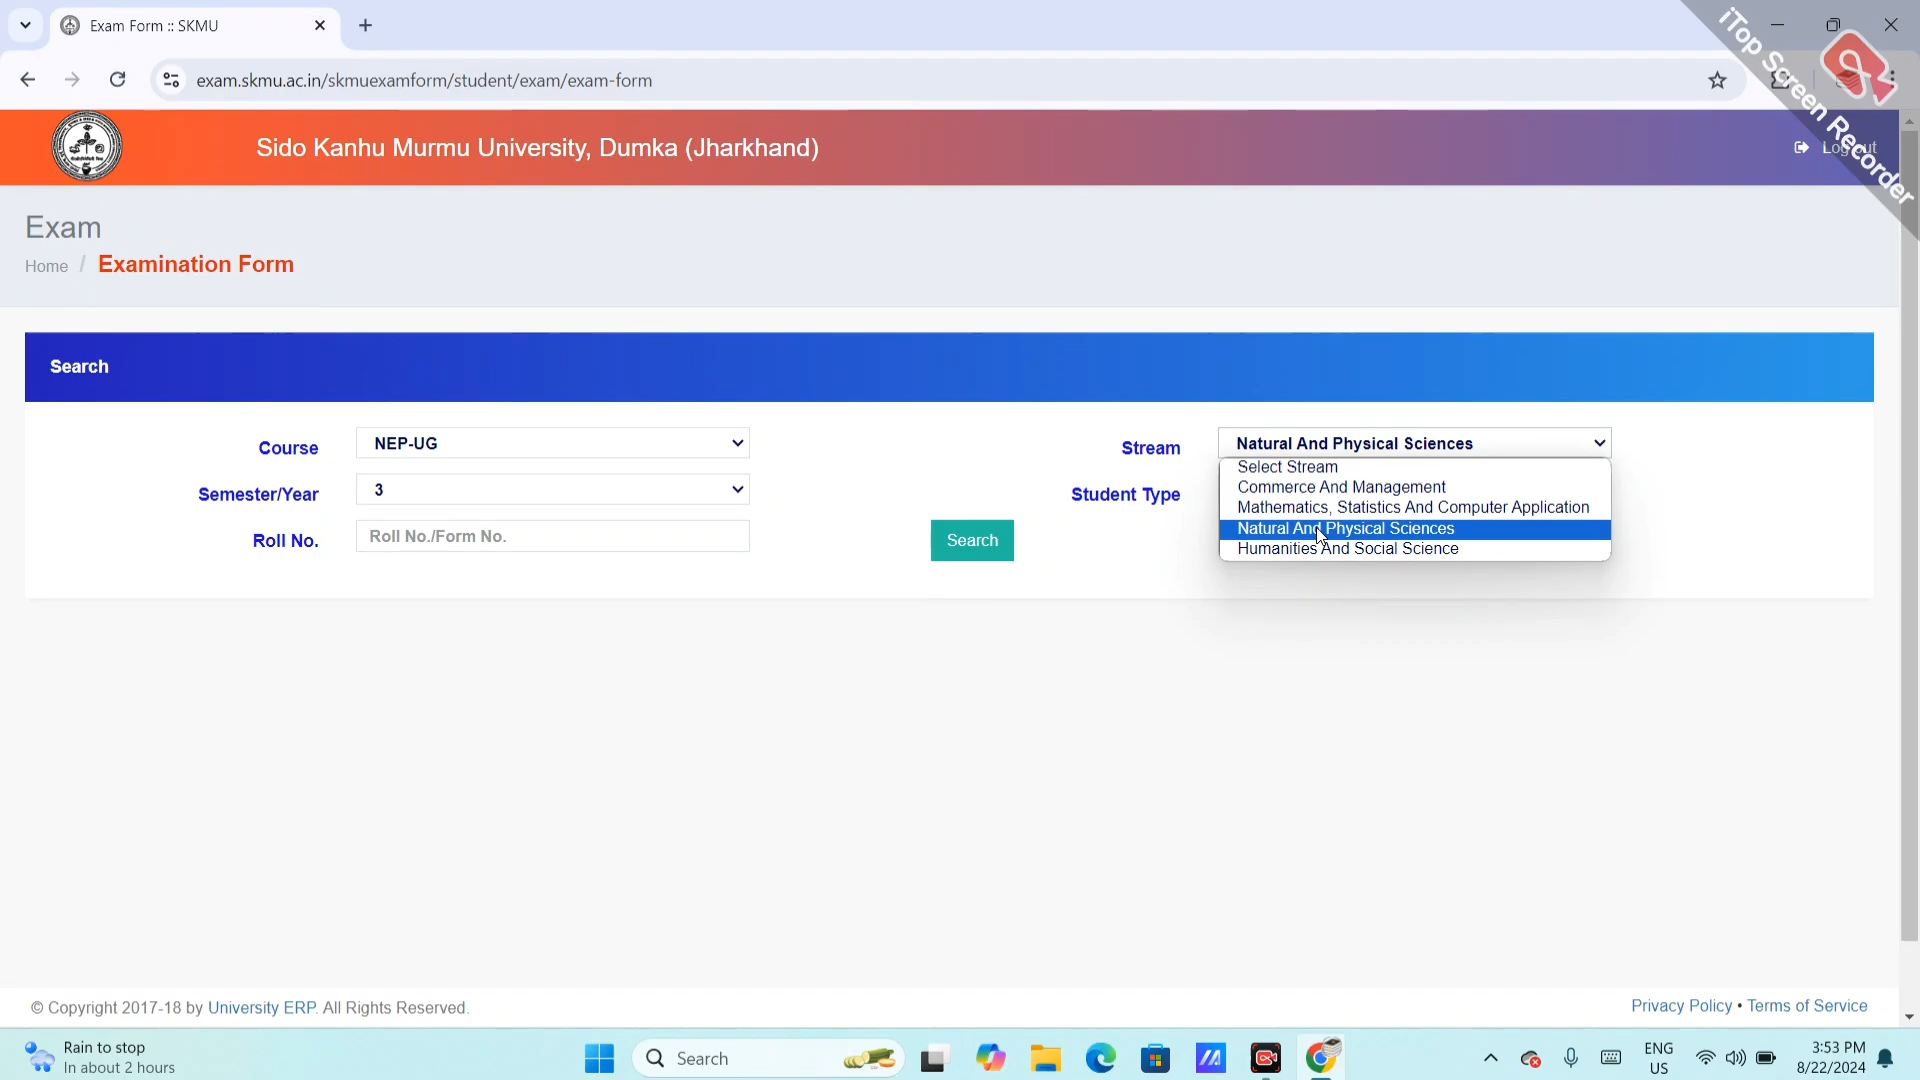 Exam Form :: SKMU
exam.skmu.ac.in/skmuexamform/student/exam/exam-form
iTop Screen Recorder
Sido Kanhu Murmu University, Dumka (Jharkhand)
Logout
Exam
Home / Examination Form
Search
Course
NEP-UG
Stream
Natural And Physical Sciences
Select Stream
Commerce And Management
Mathematics, Statistics And Computer Application
Natural And Physical Sciences
Humanities And Social Science
Semester/Year
3
Student Type
Roll No.
Roll No./Form No.
Search
© Copyright 2017-18 by University ERP. All Rights Reserved.
Privacy Policy • Terms of Service
Rain to stop
In about 2 hours
Search
ENG
US
3:53 PM
8/22/2024